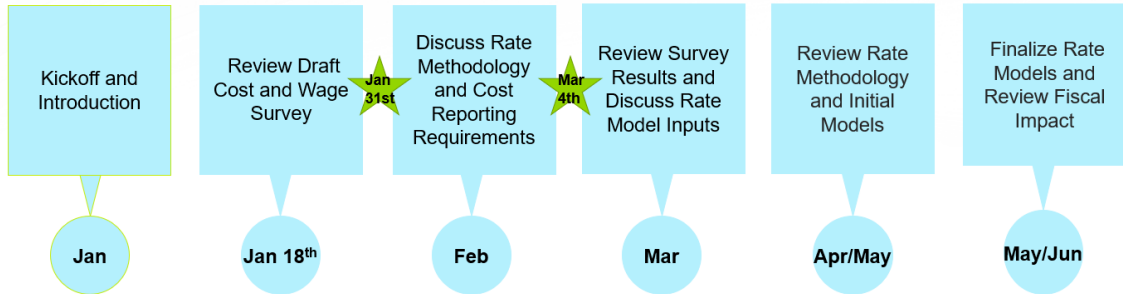 Kickoff and
Introduction
Review Draft
Cost and Wage
Survey
Jan
31st
Discuss Rate
Methodology
and Cost
Reporting
Requirements
Mar
4th
Review Survey
Results and
Discuss Rate
Model Inputs
Review Rate
Methodology
and Initial
Models
Finalize Rate
Models and
Review Fiscal
Impact
Jan
Jan 18th
Feb
Mar
Apr/May
May/Jun